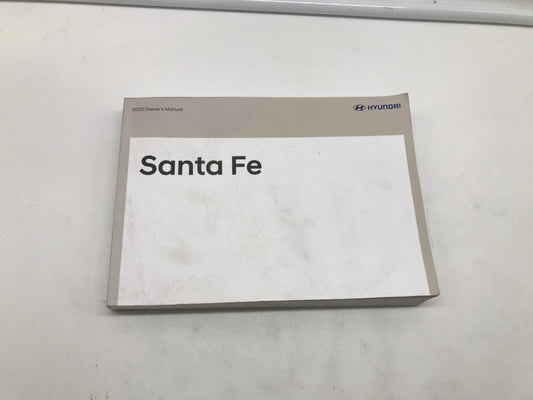 2020 Owner's Manual
HYUNDAI
Santa Fe